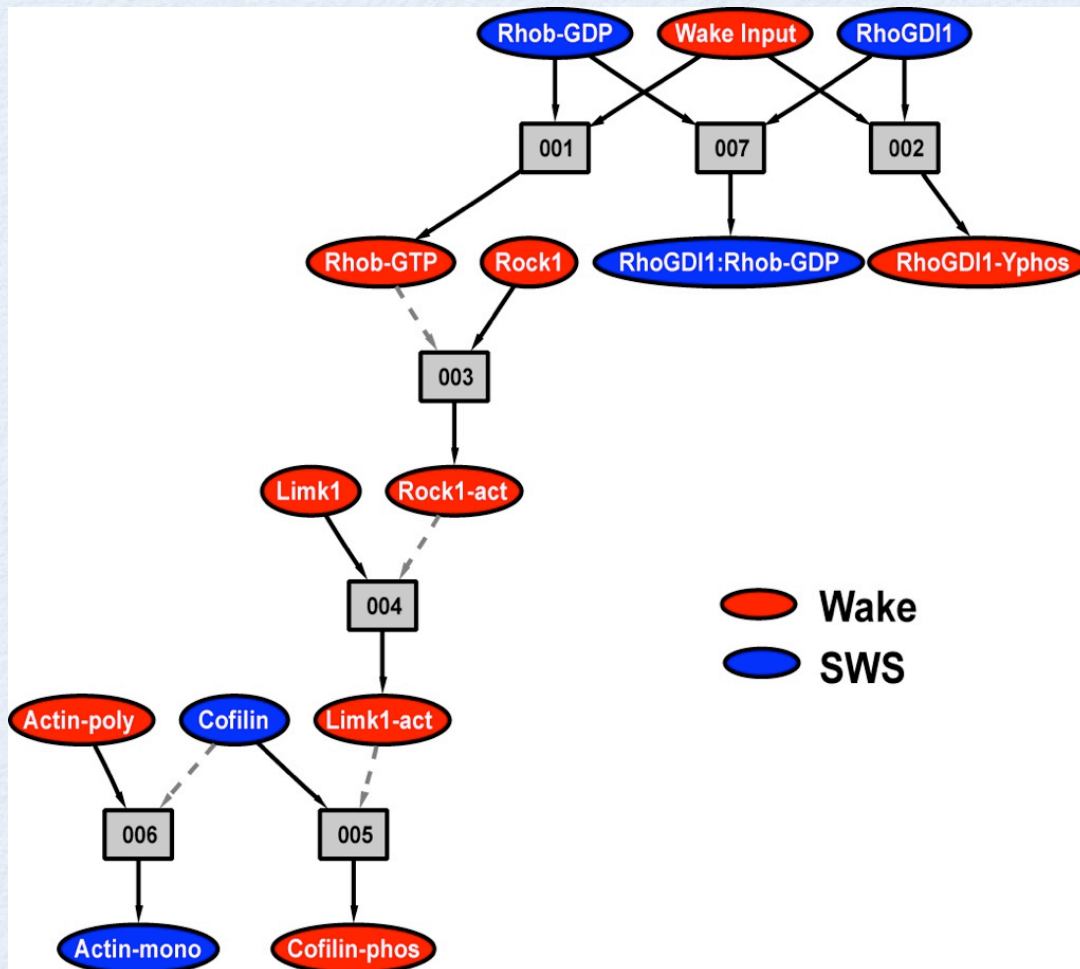 Rhob-GDP
Wake Input
RhoGDI1
001
007
002
Rhob-GTP
Rock1
RhoGDI1:Rhob-GDP
RhoGDI1-Yphos
003
Limk1
Rock1-act
004
Wake
SWS
Actin-poly
Cofilin
Limk1-act
006
005
Actin-mono
Cofilin-phos